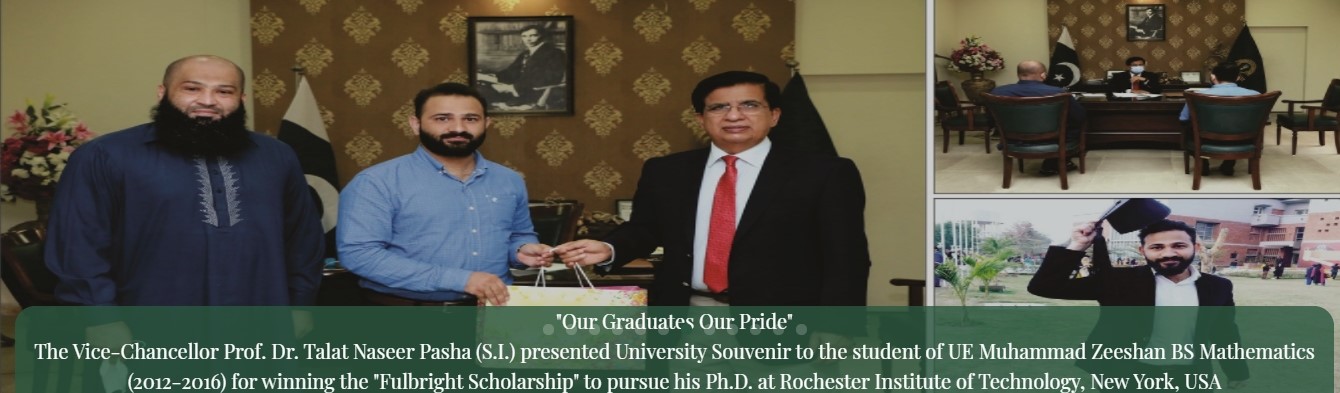 "Our Graduates Our Pride"
The Vice-Chancellor Prof. Dr. Talat Naseer Pasha (S.I.) presented University Souvenir to the student of UE Muhammad Zeeshan BS Mathematics
(2012-2016) for winning the "Fulbright Scholarship" to pursue his Ph.D. at Rochester Institute of Technology, New York, USA